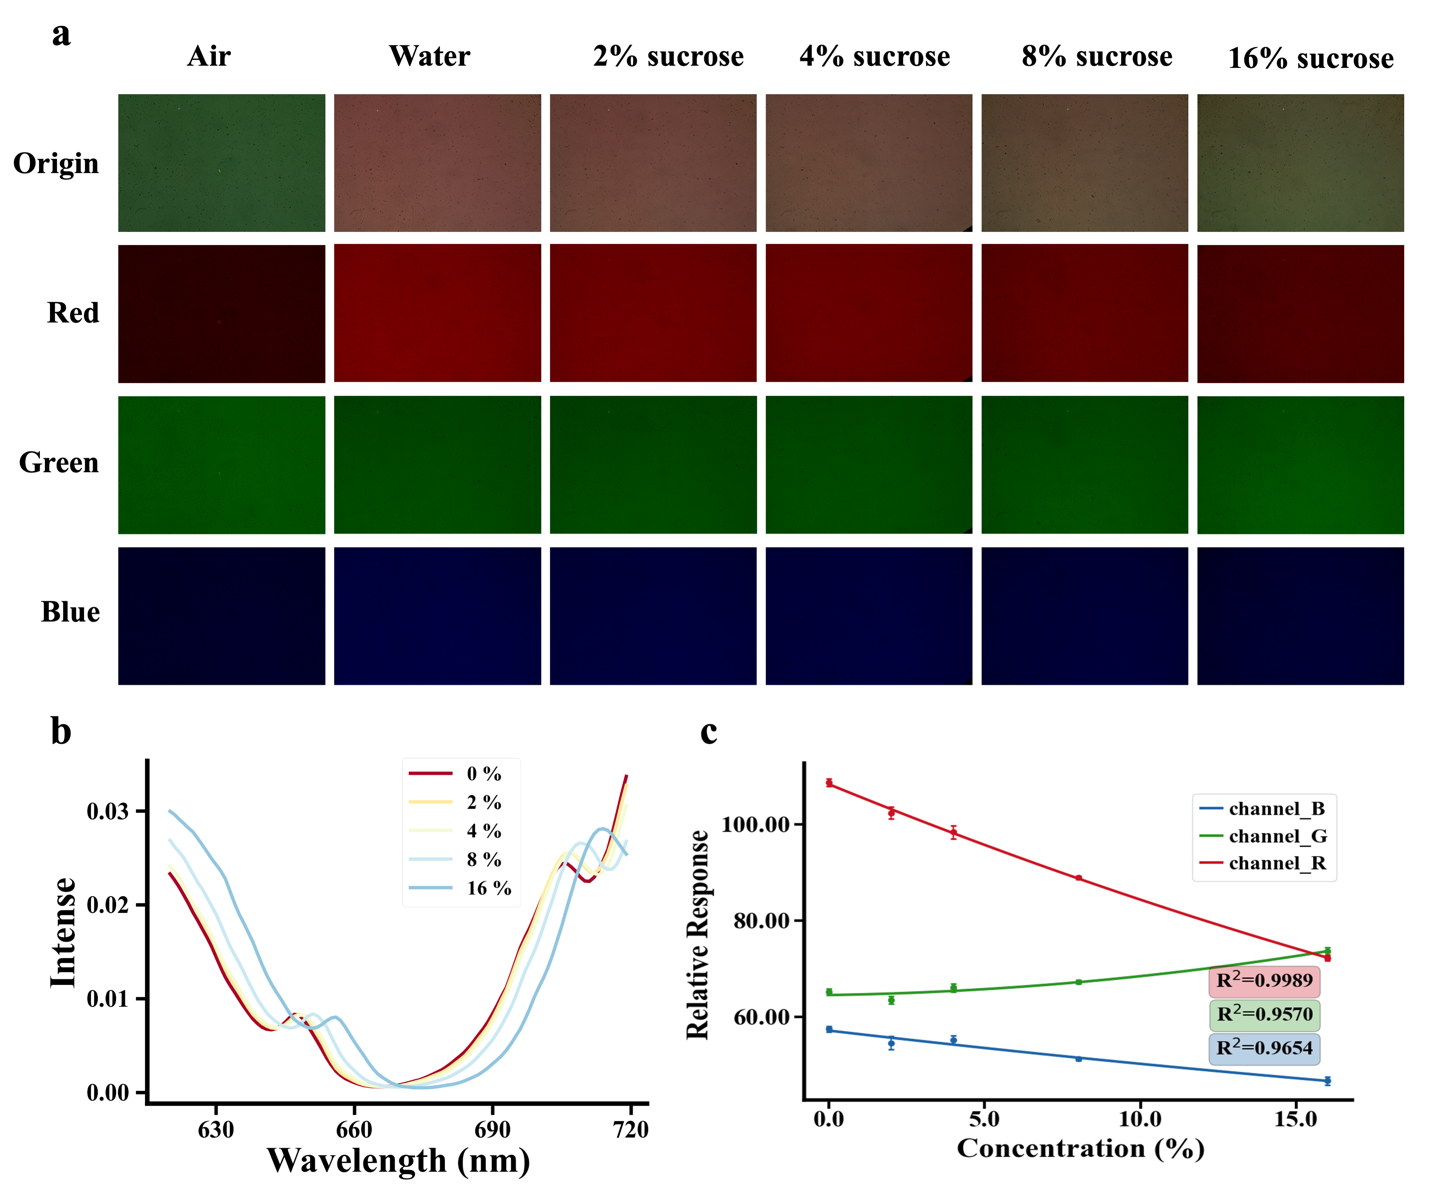 a
Air Water 2% sucrose 4% sucrose 8% sucrose 16% sucrose
Origin
Red
Green
Blue
b
0 %
2 %
4 %
8 %
16 %
0.03
0.02
0.01
0.00
Intense
630 660 690 720
Wavelength (nm)
c
channel_B
channel_G
channel_R
100.00
80.00
60.00
Relative Response
R²=0.9989
R²=0.9570
R²=0.9654
0.0 5.0 10.0 15.0
Concentration (%)